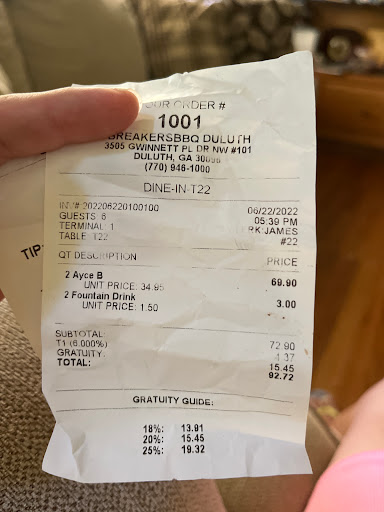 YOUR ORDER #
1001
BREAKERSBBQ DULUTH
3505 GWINNETT PL DR NW #101
DULUTH, GA 30096
(770) 946-1000
DINE-IN-T22
INV# 202206220100100 06/22/2022
GUESTS 6 05:39 PM
TERMINAL: 1 RK:JAMES
TABLE: T22 #22
QT DESCRIPTION PRICE
2 Ayce B 69.90
UNIT PRICE: 34.95
2 Fountain Drink 3.00
UNIT PRICE: 1.50
SUBTOTAL: 72.90
T1 (6.000%) 4.37
GRATUITY: 15.45
TOTAL: 92.72
GRATUITY GUIDE:
18%: 13.91
20%: 15.45
25%: 19.32
TIP